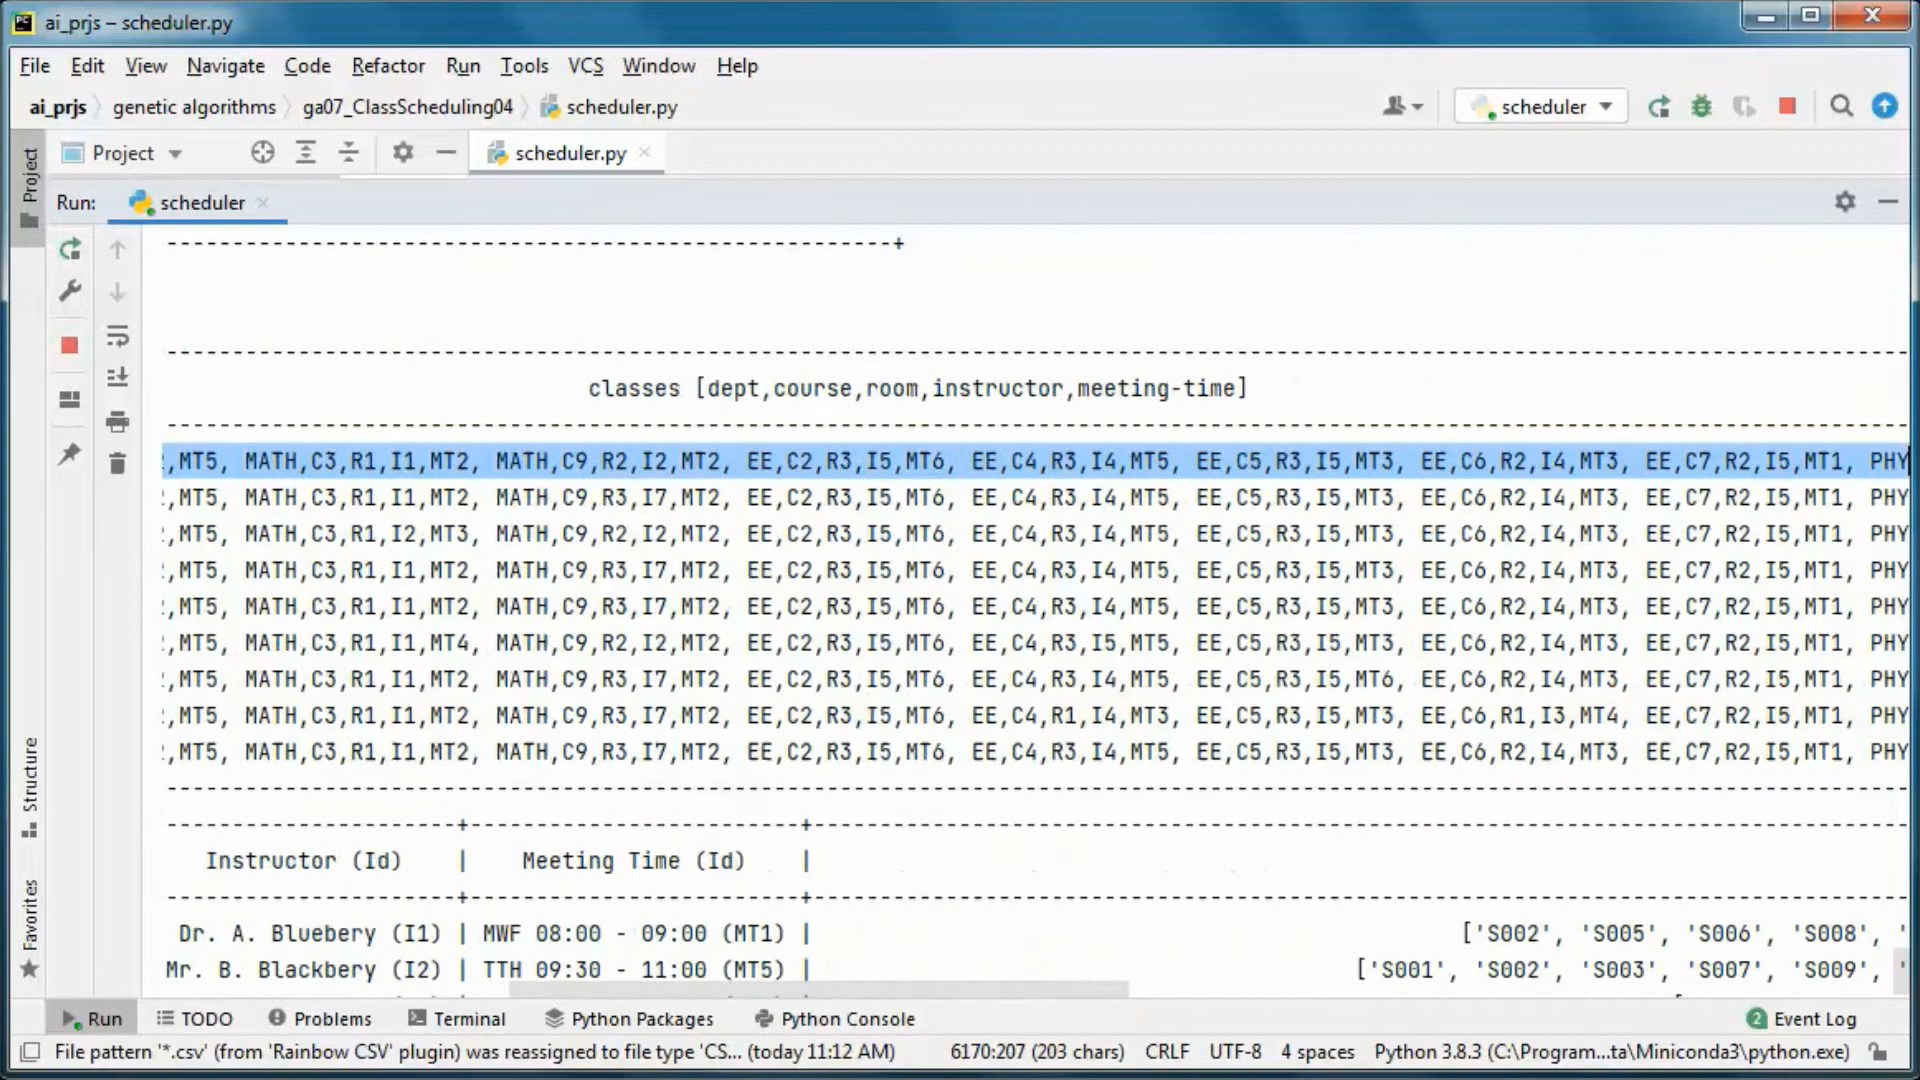 ai_prjs – scheduler.py
File Edit View Navigate Code Refactor Run Tools VCS Window Help
ai_prjs genetic algorithms ga07_ClassScheduling04 scheduler.py scheduler
Project scheduler.py
Project
Run: scheduler
-------------------------------------------------------+
classes [dept,course,room,instructor,meeting-time]
,MT5, MATH,C3,R1,I1,MT2, MATH,C9,R2,I2,MT2, EE,C2,R3,I5,MT6, EE,C4,R3,I4,MT5, EE,C5,R3,I5,MT3, EE,C6,R2,I4,MT3, EE,C7,R2,I5,MT1, PHY
,MT5, MATH,C3,R1,I1,MT2, MATH,C9,R3,I7,MT2, EE,C2,R3,I5,MT6, EE,C4,R3,I4,MT5, EE,C5,R3,I5,MT3, EE,C6,R2,I4,MT3, EE,C7,R2,I5,MT1, PHY
,MT5, MATH,C3,R1,I2,MT3, MATH,C9,R2,I2,MT2, EE,C2,R3,I5,MT6, EE,C4,R3,I4,MT5, EE,C5,R3,I5,MT3, EE,C6,R2,I4,MT3, EE,C7,R2,I5,MT1, PHY
,MT5, MATH,C3,R1,I1,MT2, MATH,C9,R3,I7,MT2, EE,C2,R3,I5,MT6, EE,C4,R3,I4,MT5, EE,C5,R3,I5,MT3, EE,C6,R2,I4,MT3, EE,C7,R2,I5,MT1, PHY
,MT5, MATH,C3,R1,I1,MT2, MATH,C9,R3,I7,MT2, EE,C2,R3,I5,MT6, EE,C4,R3,I4,MT5, EE,C5,R3,I5,MT3, EE,C6,R2,I4,MT3, EE,C7,R2,I5,MT1, PHY
,MT5, MATH,C3,R1,I1,MT4, MATH,C9,R2,I2,MT2, EE,C2,R3,I5,MT6, EE,C4,R3,I5,MT5, EE,C5,R3,I5,MT3, EE,C6,R2,I4,MT3, EE,C7,R2,I5,MT1, PHY
,MT5, MATH,C3,R1,I1,MT2, MATH,C9,R3,I7,MT2, EE,C2,R3,I5,MT6, EE,C4,R3,I4,MT5, EE,C5,R3,I5,MT6, EE,C6,R2,I4,MT3, EE,C7,R2,I5,MT1, PHY
,MT5, MATH,C3,R1,I1,MT2, MATH,C9,R3,I7,MT2, EE,C2,R3,I5,MT6, EE,C4,R1,I4,MT3, EE,C5,R3,I5,MT3, EE,C6,R1,I3,MT4, EE,C7,R2,I5,MT1, PHY
,MT5, MATH,C3,R1,I1,MT2, MATH,C9,R3,I7,MT2, EE,C2,R3,I5,MT6, EE,C4,R3,I4,MT5, EE,C5,R3,I5,MT3, EE,C6,R2,I4,MT3, EE,C7,R2,I5,MT1, PHY
Instructor (Id) | Meeting Time (Id) |
Dr. A. Bluebery (I1) | MWF 08:00 - 09:00 (MT1) | ['S002', 'S005', 'S006', 'S008', '
Mr. B. Blackbery (I2) | TTH 09:30 - 11:00 (MT5) | ['S001', 'S002', 'S003', 'S007', 'S009', '
Structure
Favorites
Run TODO Problems Terminal Python Packages Python Console 2 Event Log
File pattern '*.csv' (from 'Rainbow CSV' plugin) was reassigned to file type 'CS... (today 11:12 AM) 6170:207 (203 chars) CRLF UTF-8 4 spaces Python 3.8.3 (C:\Program...ta\Miniconda3\python.exe)